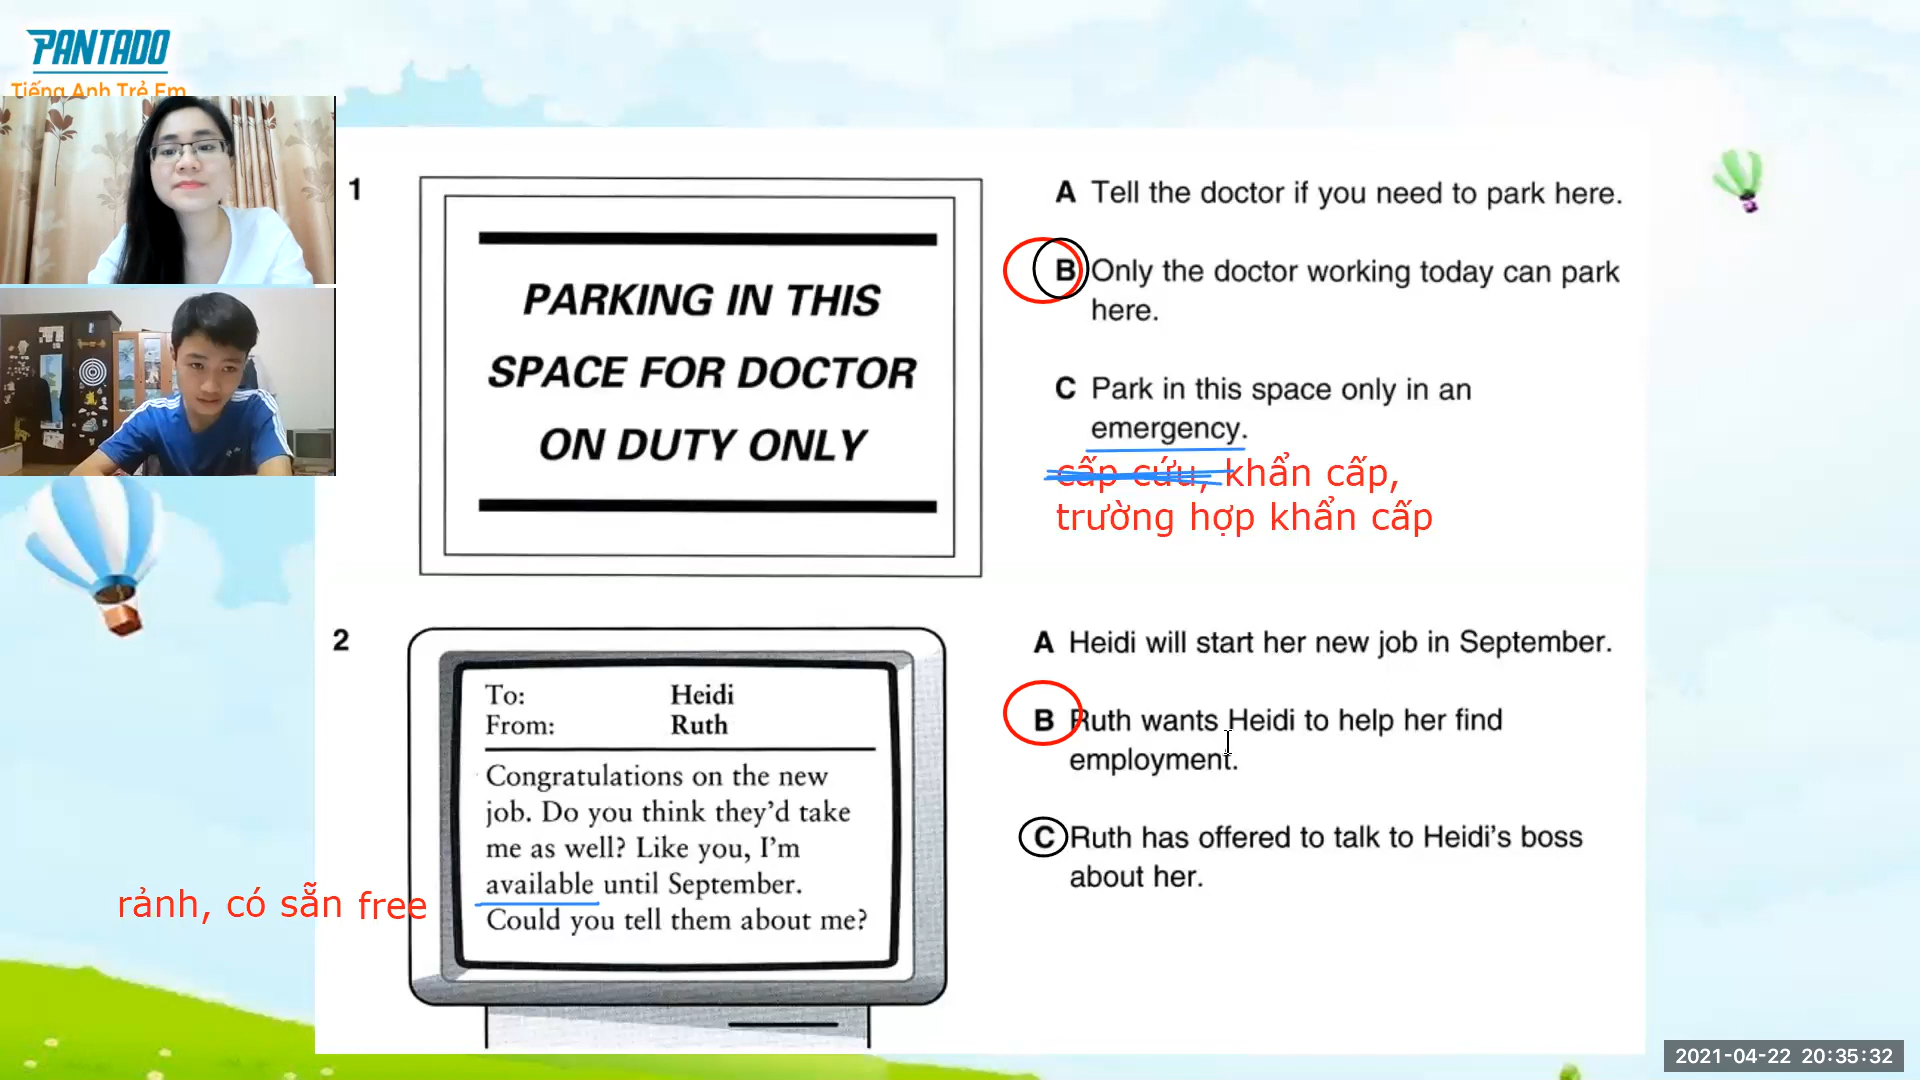 PANTADO
Tiếng Anh Trẻ Em
1
PARKING IN THIS
SPACE FOR DOCTOR
ON DUTY ONLY
A Tell the doctor if you need to park here.
B Only the doctor working today can park
here.
C Park in this space only in an
emergency.
cấp cứu, khẩn cấp,
trường hợp khẩn cấp
2
To: Heidi
From: Ruth
Congratulations on the new
job. Do you think they'd take
me as well? Like you, I'm
available until September.
Could you tell them about me?
rảnh, có sẵn free
A Heidi will start her new job in September.
B Ruth wants Heidi to help her find
employment.
C Ruth has offered to talk to Heidi's boss
about her.
2021-04-22 20:35:32